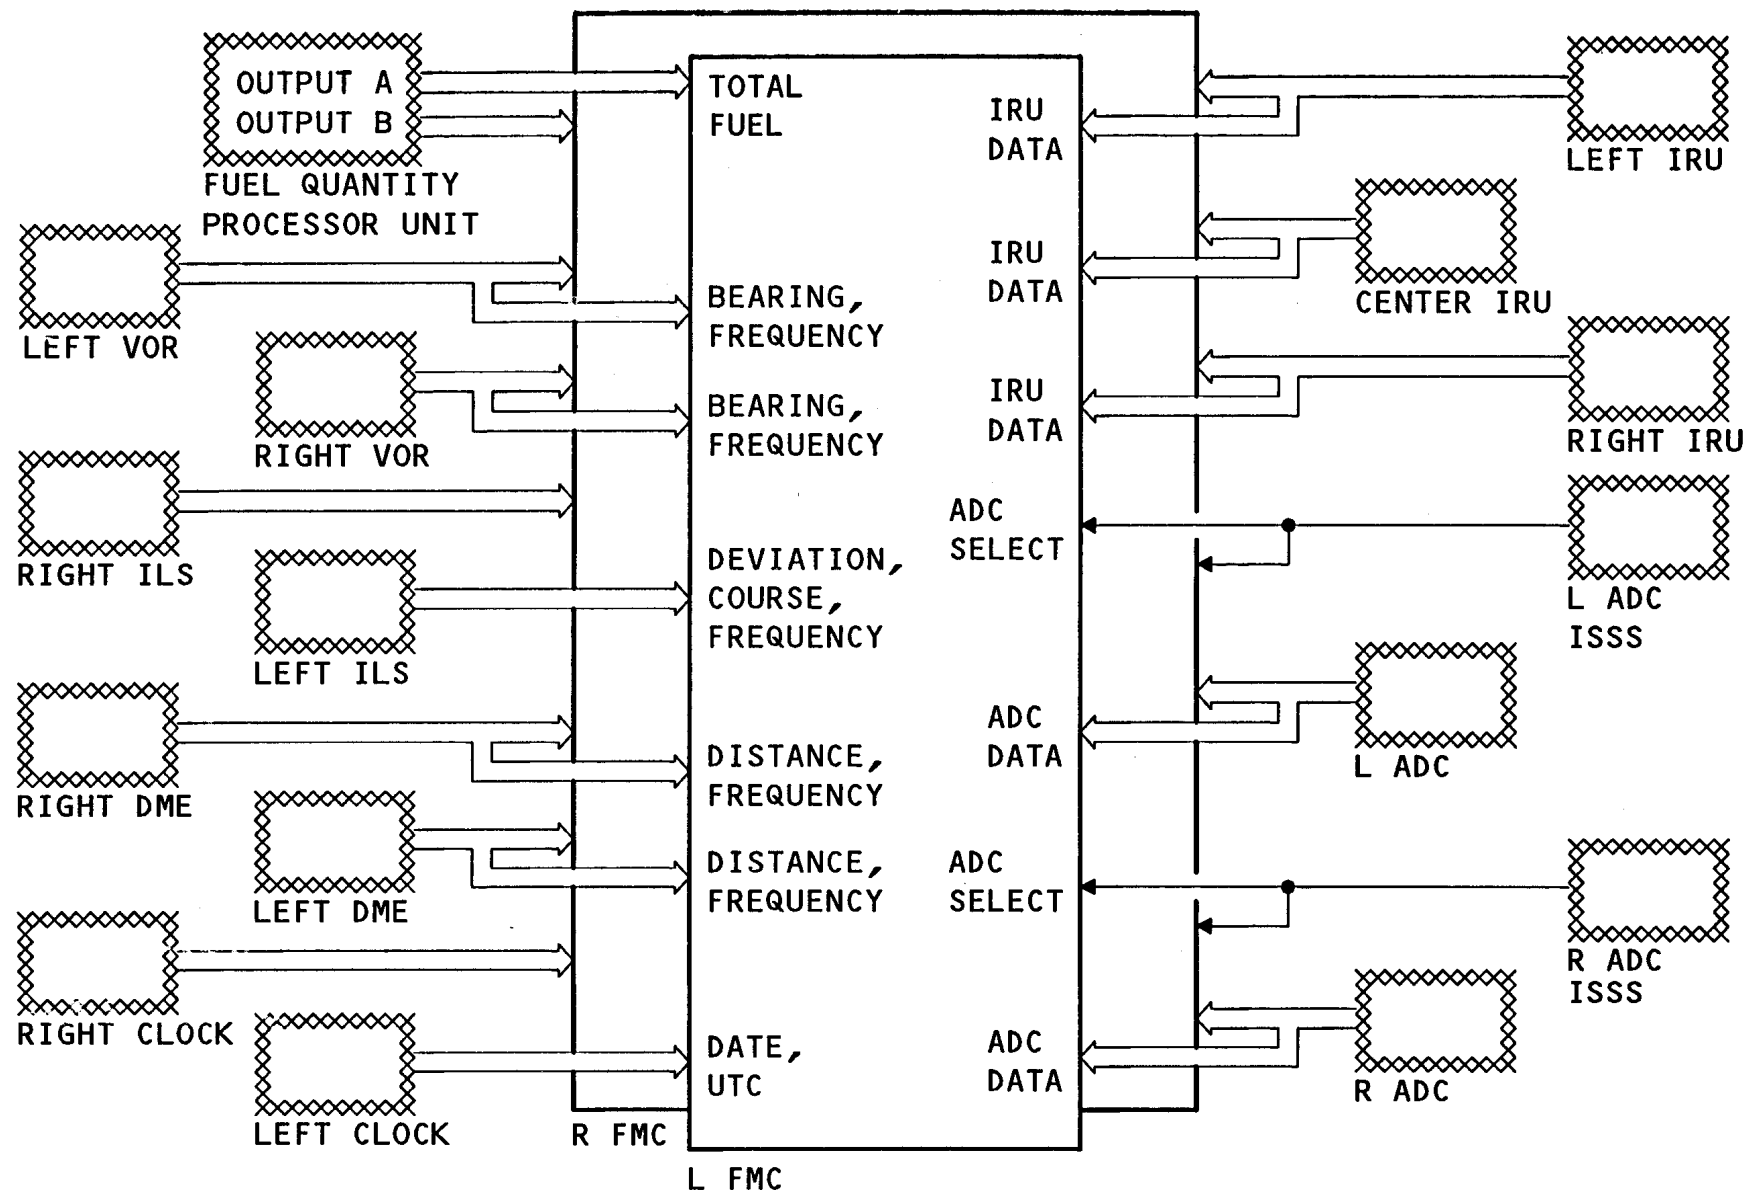 OUTPUT A
OUTPUT B
FUEL QUANTITY
PROCESSOR UNIT
LEFT VOR
RIGHT VOR
RIGHT ILS
LEFT ILS
RIGHT DME
LEFT DME
RIGHT CLOCK
LEFT CLOCK
TOTAL
FUEL
BEARING,
FREQUENCY
BEARING,
FREQUENCY
DEVIATION,
COURSE,
FREQUENCY
DISTANCE,
FREQUENCY
DISTANCE,
FREQUENCY
DATE,
UTC
IRU
DATA
IRU
DATA
IRU
DATA
ADC
SELECT
ADC
DATA
ADC
SELECT
ADC
DATA
R FMC
L FMC
LEFT IRU
CENTER IRU
RIGHT IRU
L ADC
ISSS
L ADC
R ADC
ISSS
R ADC